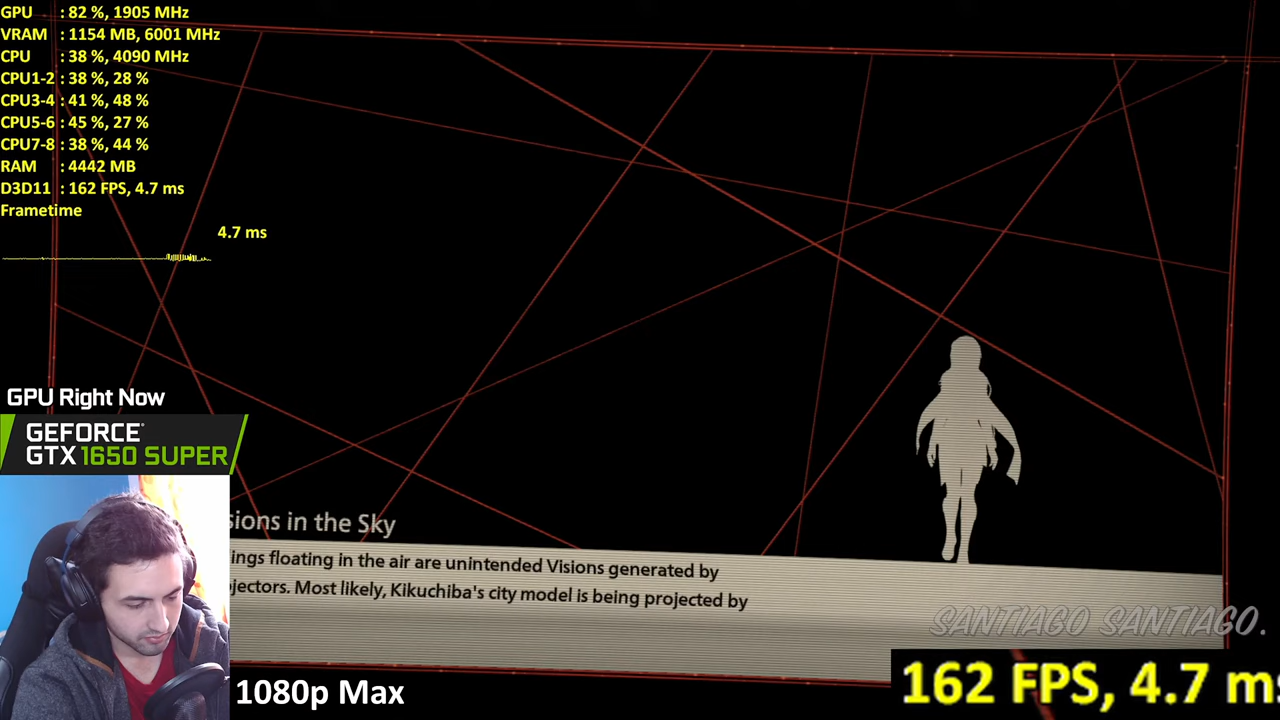 GPU : 82 %, 1905 MHz
VRAM : 1154 MB, 6001 MHz
CPU : 38 %, 4090 MHz
CPU1-2 : 38 %, 28 %
CPU3-4 : 41 %, 48 %
CPU5-6 : 45 %, 27 %
CPU7-8 : 38 %, 44 %
RAM : 4442 MB
D3D11 : 162 FPS, 4.7 ms
Frametime
4.7 ms
GPU Right Now
GEFORCE
GTX 1650 SUPER
sions in the Sky
ings floating in the air are unintended Visions generated by
ojectors. Most likely, Kikuchiba's city model is being projected by
SANTIAGO SANTIAGO.
1080p Max
162 FPS, 4.7 ms